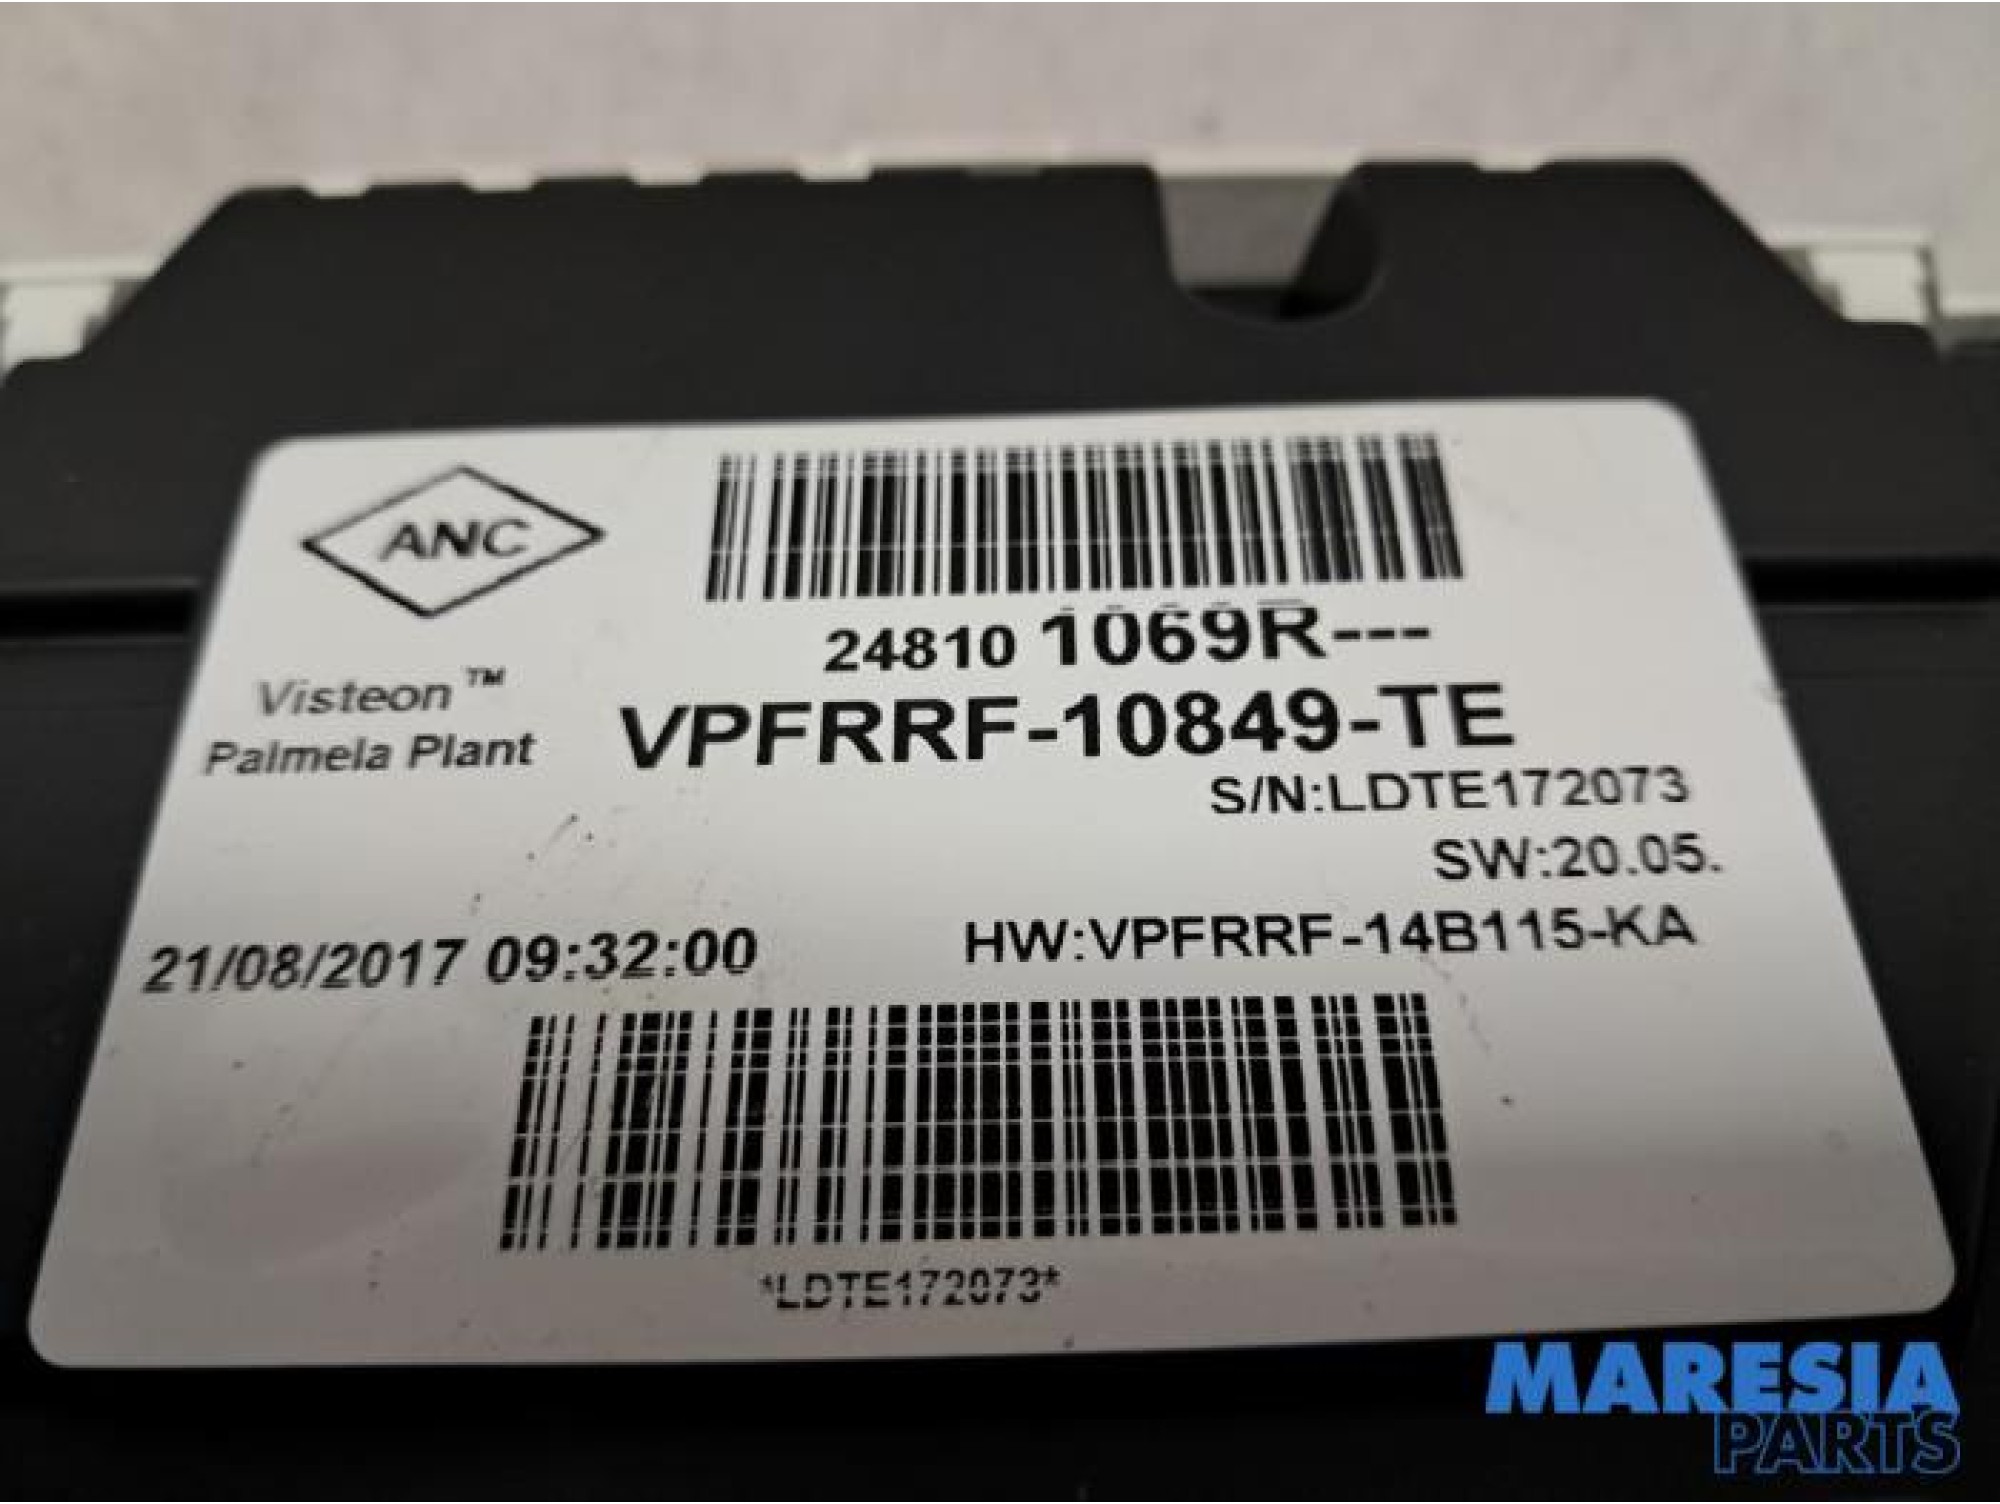 ANC
24810 1069R---
Visteon™
Palmela Plant
VPFRRF-10849-TE
S/N:LDTE172073
SW:20.05.
21/08/2017 09:32:00
HW:VPFRRF-14B115-KA
*LDTE172073*
MARESIA
PARTS